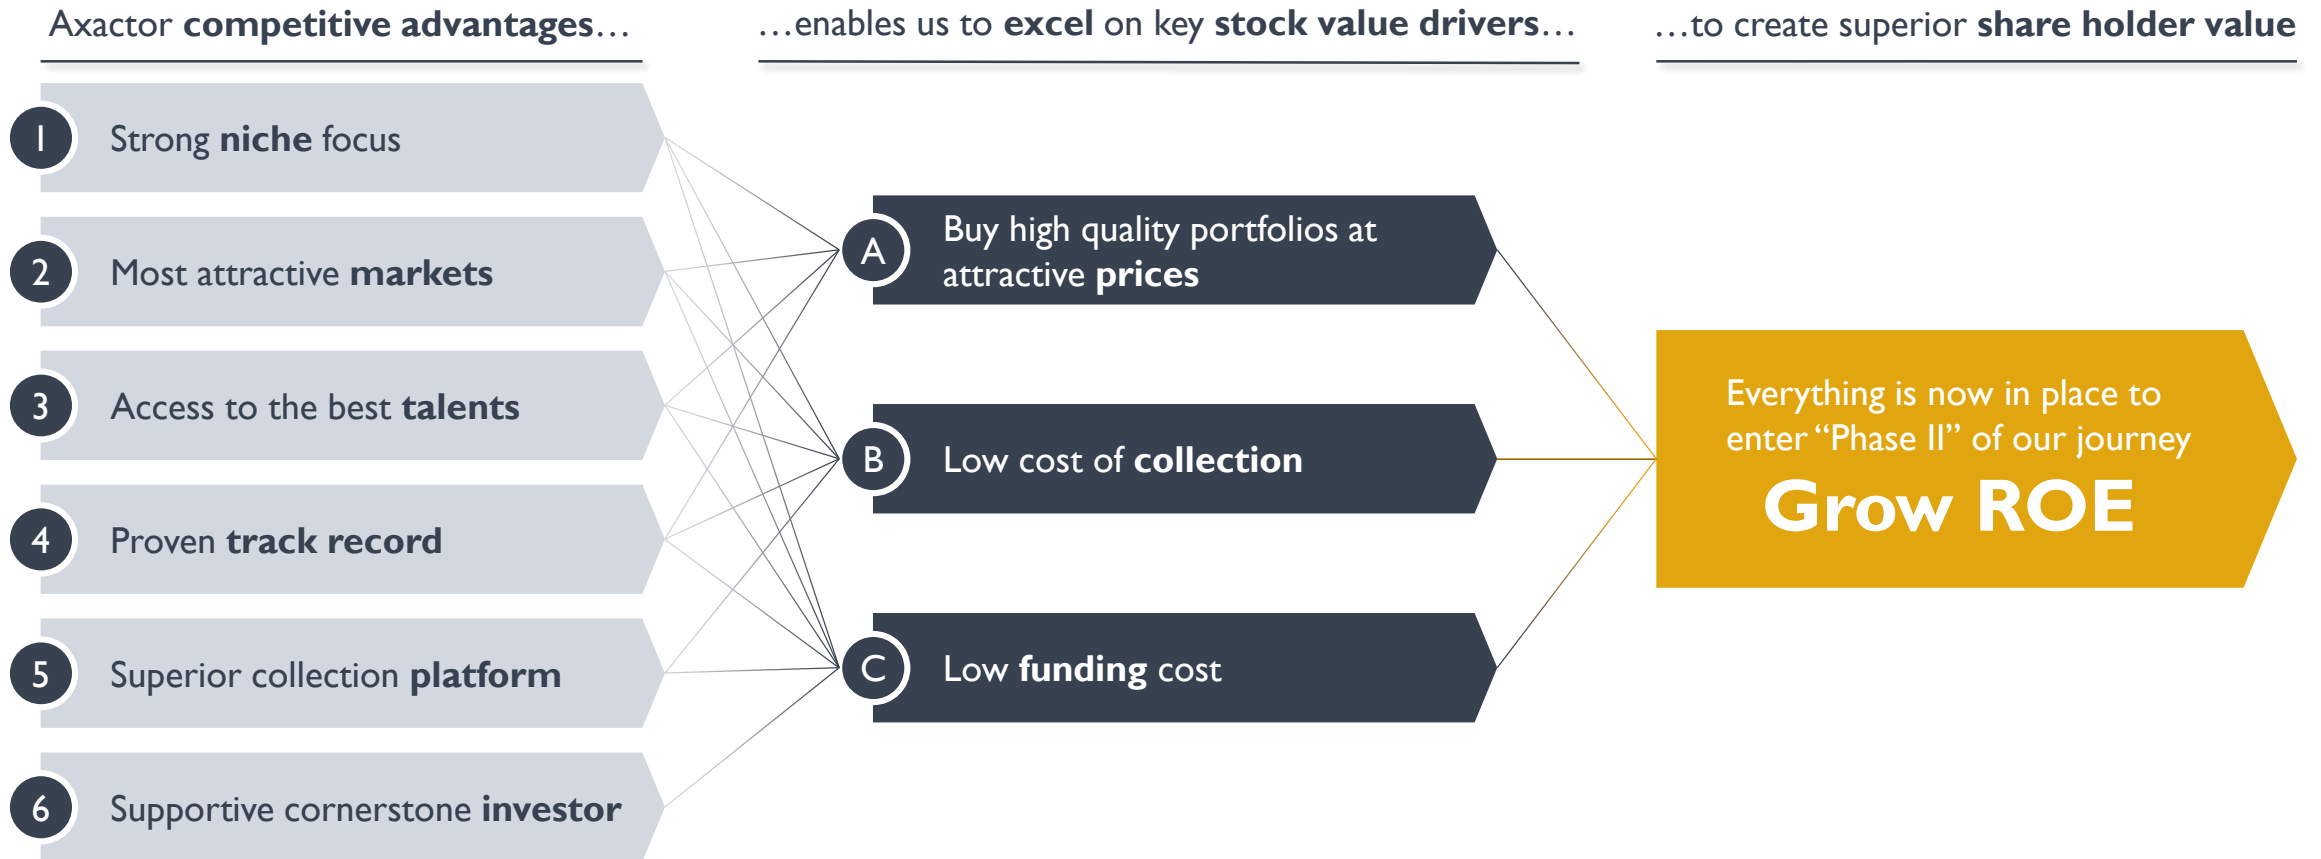 Axactor competitive advantages…
1
Strong niche focus
2
Most attractive markets
3
Access to the best talents
4
Proven track record
5
Superior collection platform
6
Supportive cornerstone investor
…enables us to excel on key stock value drivers…
A
Buy high quality portfolios at
attractive prices
B
Low cost of collection
C
Low funding cost
…to create superior share holder value
Everything is now in place to
enter “Phase II” of our journey
Grow ROE